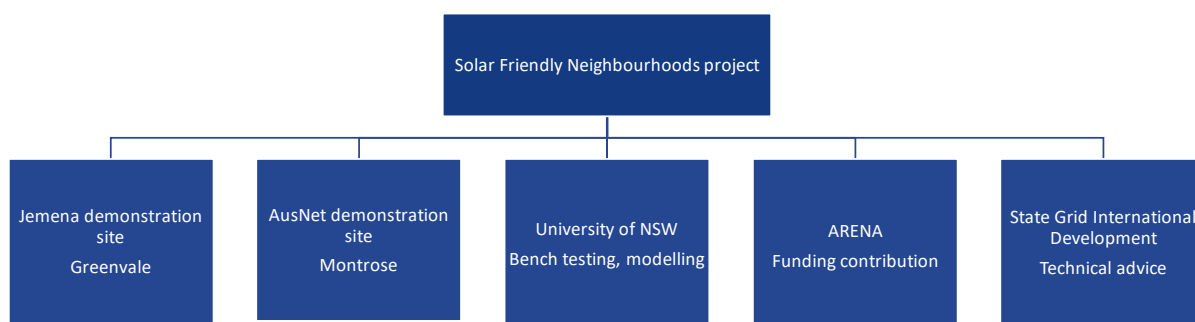 Solar Friendly Neighbourhoods project
Jemena demonstration
site
Greenvale
AusNet demonstration
site
Montrose
University of NSW
Bench testing, modelling
ARENA
Funding contribution
State Grid International
Development
Technical advice